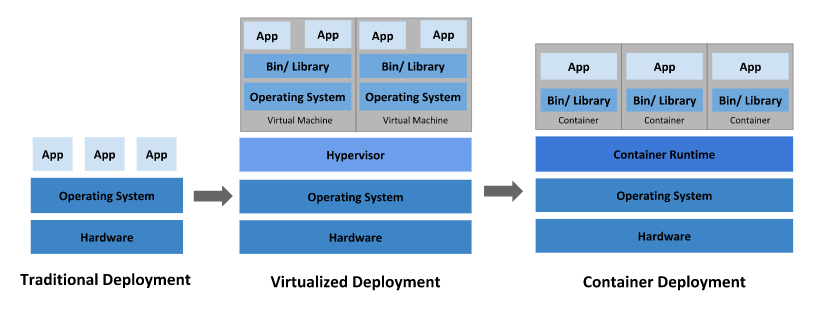 App App App
Operating System
Hardware
Traditional Deployment
App App App App
Bin/ Library Bin/ Library
Operating System Operating System
Virtual Machine Virtual Machine
Hypervisor
Operating System
Hardware
Virtualized Deployment
App App App
Bin/ Library Bin/ Library Bin/ Library
Container Container Container
Container Runtime
Operating System
Hardware
Container Deployment